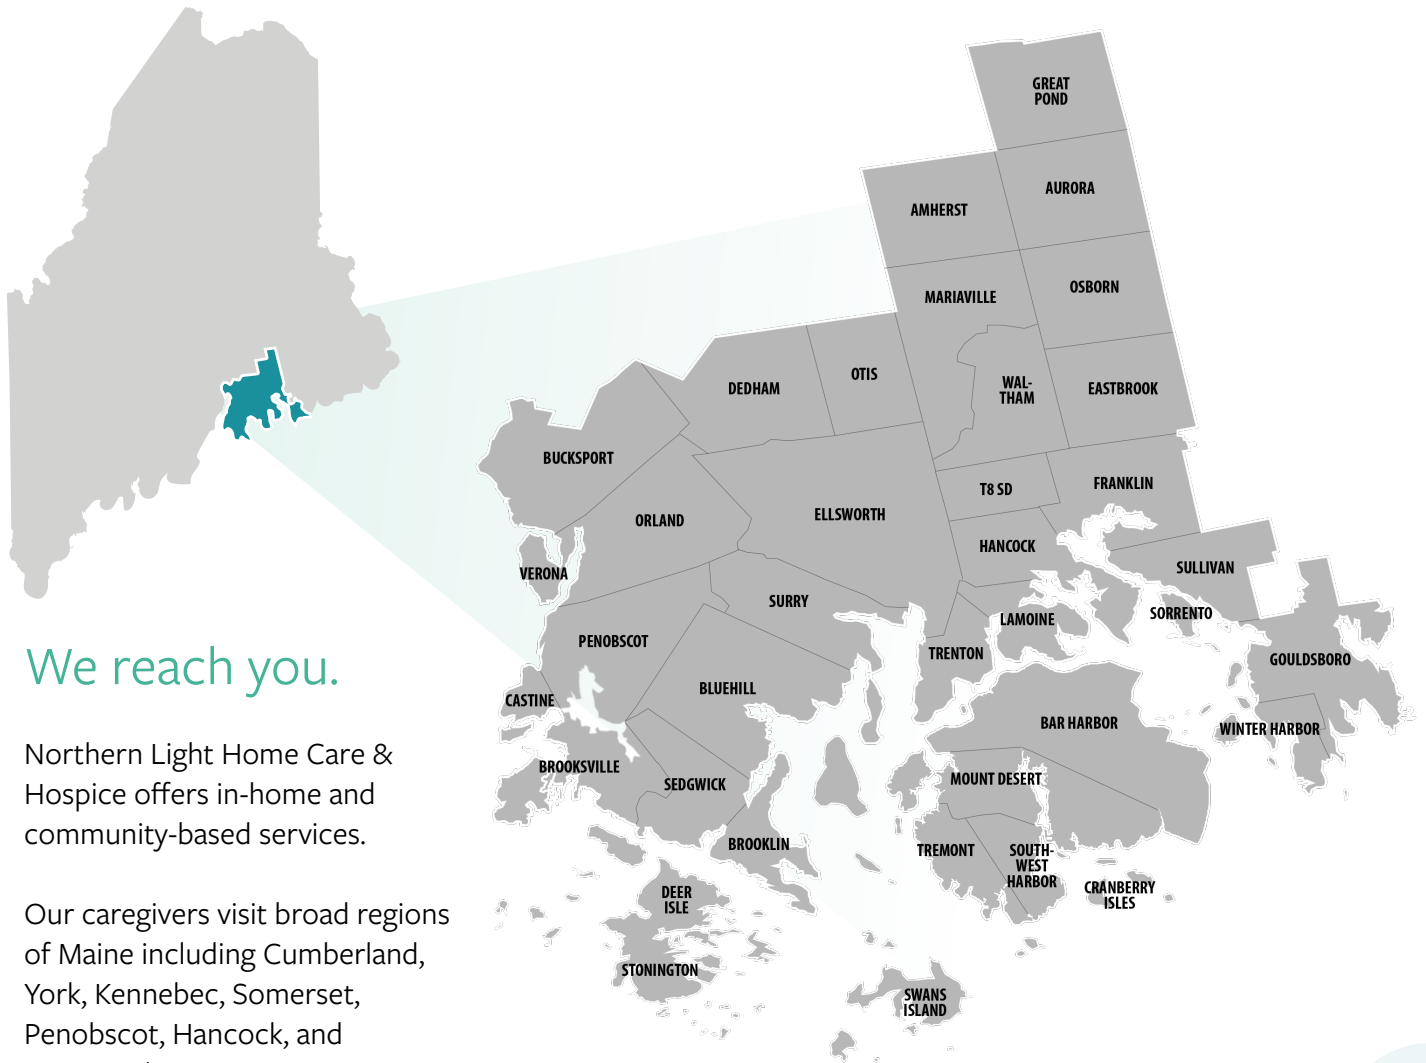 GREAT
POND
AURORA
AMHERST
OSBORN
MARIAVILLE
OTIS
DEDHAM
WAL-
THAM
EASTBROOK
BUCKSPORT
T8 SD
FRANKLIN
ORLAND
ELLSWORTH
HANCOCK
VERONA
SULLIVAN
SURRY
SORRENTO
LAMOINE
PENOBSCOT
TRENTON
GOULDSBORO
CASTINE
BLUEHILL
BAR HARBOR
WINTER HARBOR
BROOKSVILLE
SEDGWICK
MOUNT DESERT
BROOKLIN
TREMONT
SOUTH-
WEST
HARBOR
CRANBERRY
ISLES
DEER
ISLE
STONINGTON
SWANS
ISLAND
We reach you.
Northern Light Home Care &
Hospice offers in-home and
community-based services.
Our caregivers visit broad regions
of Maine including Cumberland,
York, Kennebec, Somerset,
Penobscot, Hancock, and